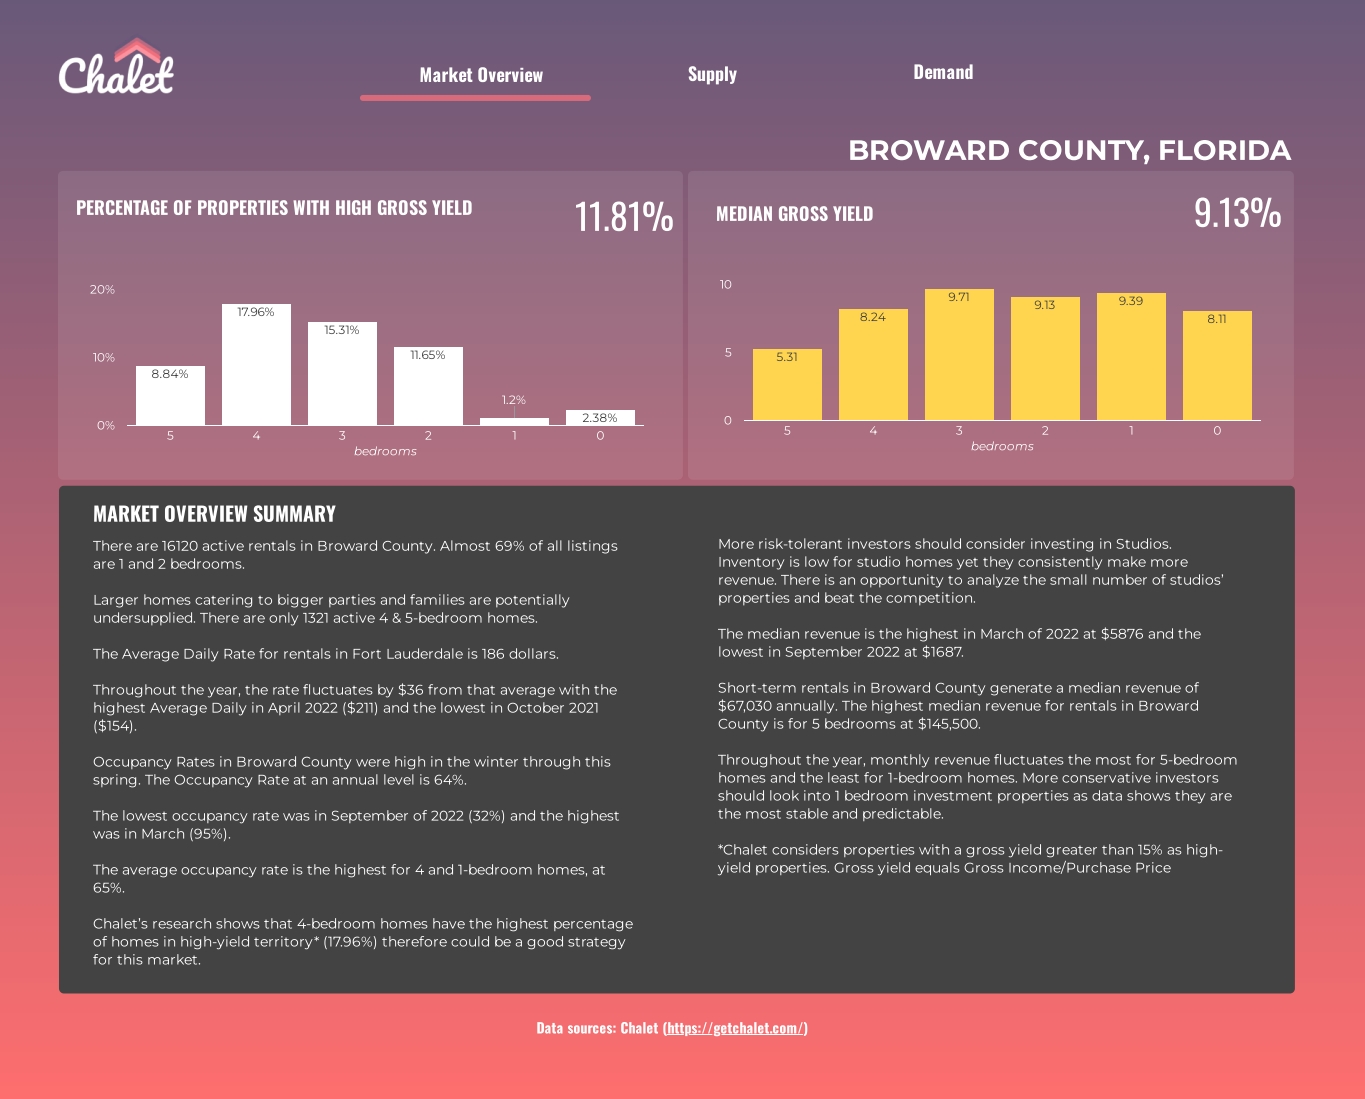 Chalet
Market Overview
Supply
Demand
BROWARD COUNTY, FLORIDA
PERCENTAGE OF PROPERTIES WITH HIGH GROSS YIELD
11.81%
20%
10%
0%
8.84%
17.96%
15.31%
11.65%
1.2%
2.38%
5 4 3 2 1 0
bedrooms
MEDIAN GROSS YIELD
9.13%
10
5
0
5.31
8.24
9.71
9.13
9.39
8.11
5 4 3 2 1 0
bedrooms
MARKET OVERVIEW SUMMARY
There are 16120 active rentals in Broward County. Almost 69% of all listings
are 1 and 2 bedrooms.
Larger homes catering to bigger parties and families are potentially
undersupplied. There are only 1321 active 4 & 5-bedroom homes.
The Average Daily Rate for rentals in Fort Lauderdale is 186 dollars.
Throughout the year, the rate fluctuates by $36 from that average with the
highest Average Daily in April 2022 ($211) and the lowest in October 2021
($154).
Occupancy Rates in Broward County were high in the winter through this
spring. The Occupancy Rate at an annual level is 64%.
The lowest occupancy rate was in September of 2022 (32%) and the highest
was in March (95%).
The average occupancy rate is the highest for 4 and 1-bedroom homes, at
65%.
Chalet’s research shows that 4-bedroom homes have the highest percentage
of homes in high-yield territory* (17.96%) therefore could be a good strategy
for this market.
More risk-tolerant investors should consider investing in Studios.
Inventory is low for studio homes yet they consistently make more
revenue. There is an opportunity to analyze the small number of studios’
properties and beat the competition.
The median revenue is the highest in March of 2022 at $5876 and the
lowest in September 2022 at $1687.
Short-term rentals in Broward County generate a median revenue of
$67,030 annually. The highest median revenue for rentals in Broward
County is for 5 bedrooms at $145,500.
Throughout the year, monthly revenue fluctuates the most for 5-bedroom
homes and the least for 1-bedroom homes. More conservative investors
should look into 1 bedroom investment properties as data shows they are
the most stable and predictable.
*Chalet considers properties with a gross yield greater than 15% as high-
yield properties. Gross yield equals Gross Income/Purchase Price
Data sources: Chalet (https://getchalet.com/)